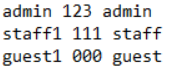 admin 123 admin
staff1 111 staff
guest1 000 guest